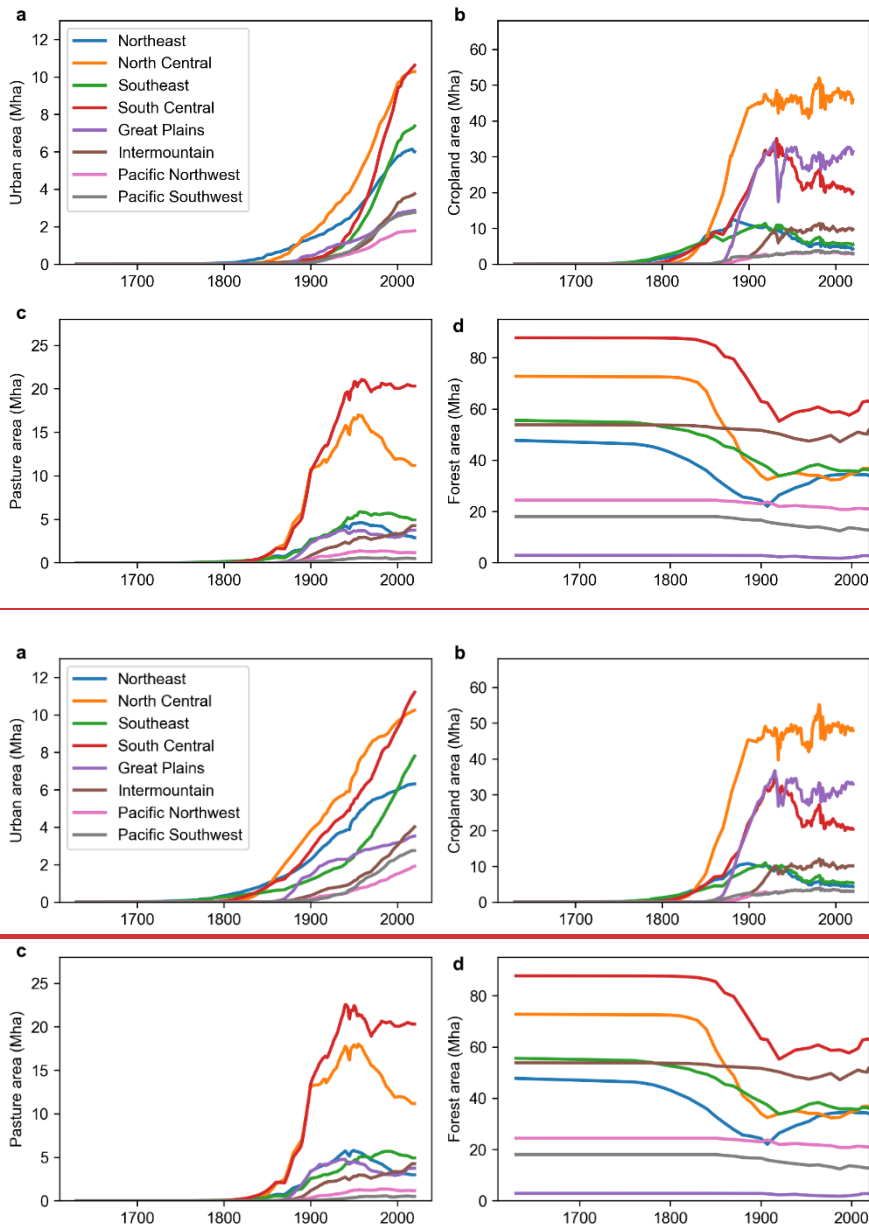 a
Urban area (Mha)
12
10
8
6
4
2
0
Northeast
North Central
Southeast
South Central
Great Plains
Intermountain
Pacific Northwest
Pacific Southwest
1700 1800 1900 2000
b
Cropland area (Mha)
60
50
40
30
20
10
0
1700 1800 1900 2000
c
Pasture area (Mha)
25
20
15
10
5
0
1700 1800 1900 2000
d
Forest area (Mha)
80
60
40
20
0
1700 1800 1900 2000
a
Urban area (Mha)
12
10
8
6
4
2
0
Northeast
North Central
Southeast
South Central
Great Plains
Intermountain
Pacific Northwest
Pacific Southwest
1700 1800 1900 2000
b
Cropland area (Mha)
60
50
40
30
20
10
0
1700 1800 1900 2000
c
Pasture area (Mha)
25
20
15
10
5
0
1700 1800 1900 2000
d
Forest area (Mha)
80
60
40
20
0
1700 1800 1900 2000